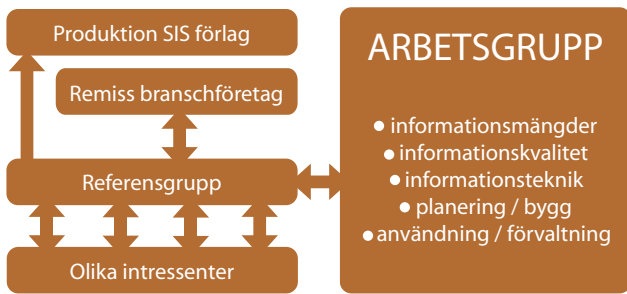 Produktion SIS förlag
Remiss branschföretag
Referensgrupp
Olika intressenter
ARBETSGRUPP
• informationsmängder
• informationskvalitet
• informationsteknik
• planering / bygg
• användning / förvaltning